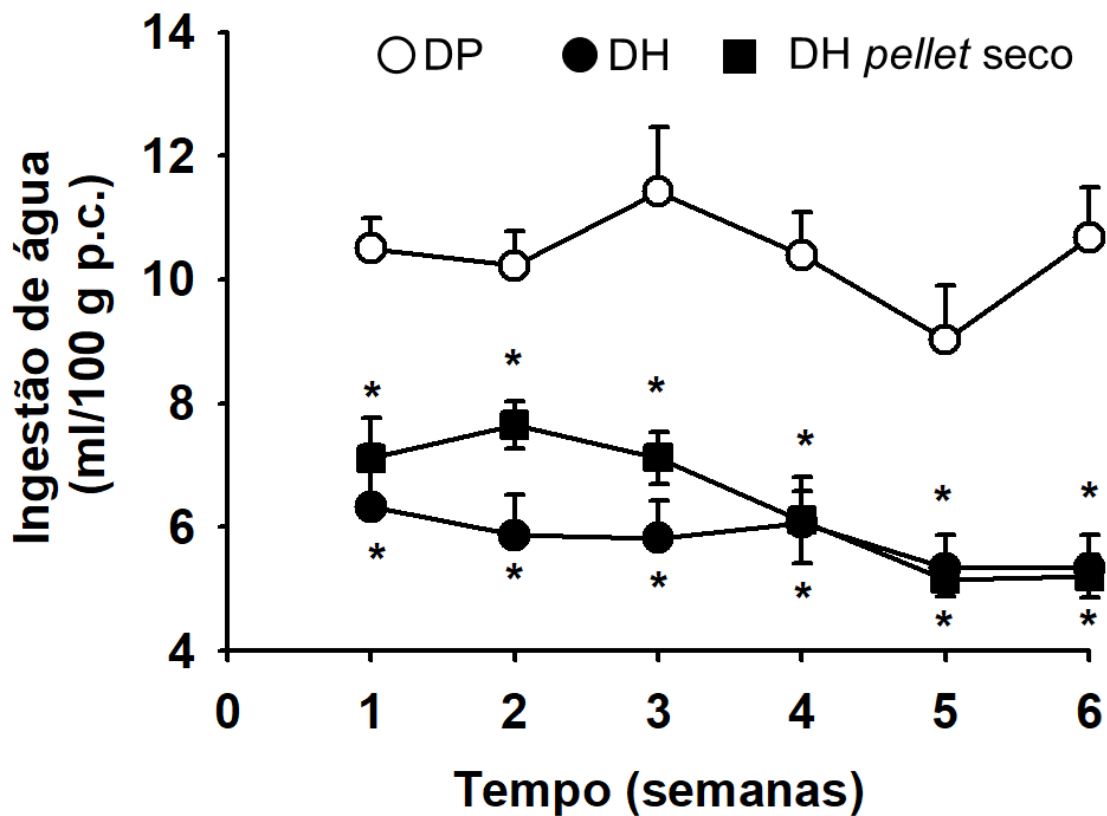 14
DP DH DH pellet seco
12
10
8
6
4
Ingestão de água
(ml/100 g p.c.)
* * * * * *
* * * * * *
0 1 2 3 4 5 6
Tempo (semanas)